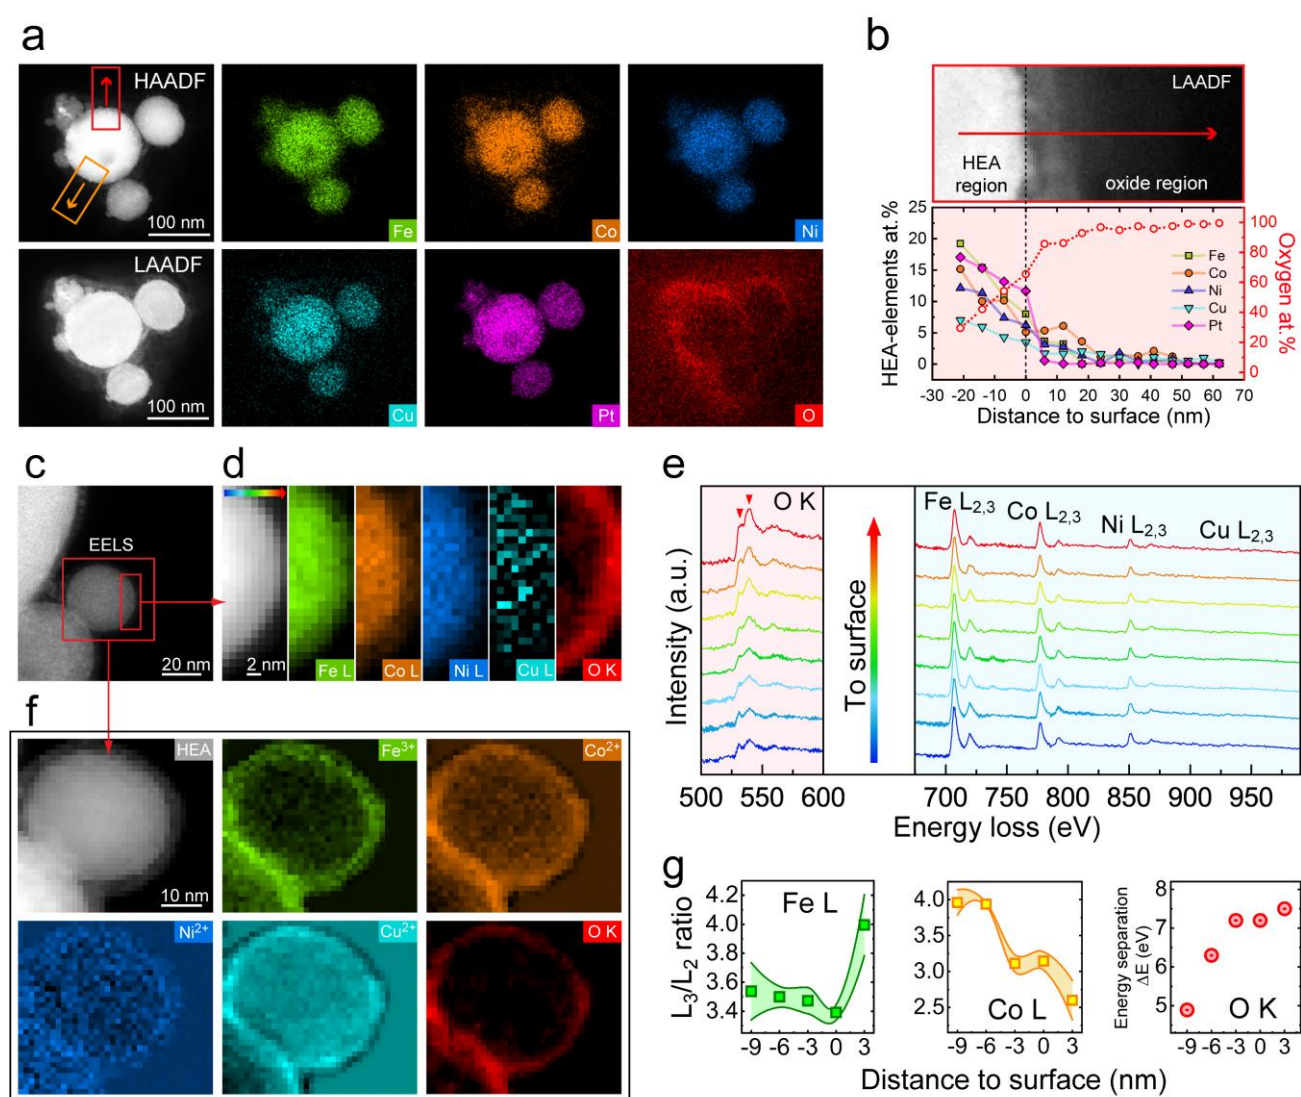 a
HAADF
100 nm
Fe
Co
Ni
LAADF
100 nm
Cu
Pt
O
b
LAADF
HEA
region
oxide region
HEA-elements at.%
25
20
15
10
5
0
Fe
Co
Ni
Cu
Pt
100
80
60
40
30
10
0
Oxygen at.%
-30 -20 -10 0 10 20 30 40 50 60 70
Distance to surface (nm)
c
EELS
20 nm
d
2 nm
Fe L
Co L
Ni L
Cu L
O K
e
O K
To surface
Fe L2,3
Co L2,3
Ni L2,3
Cu L2,3
Intensity (a.u.)
500 550 600
700 750 800 850 900 950
Energy loss (eV)
f
HEA
10 nm
Fe3+
Co2+
Ni2+
Cu2+
O K
g
L3/L2 ratio
4.2
4.0
3.8
3.6
3.4
Fe L
-9 -6 -3 0 3
4.0
3.5
3.0
2.5
Co L
-9 -6 -3 0 3
Energy separation
ΔE (eV)
8
7
6
5
O K
-9 -6 -3 0 3
Distance to surface (nm)